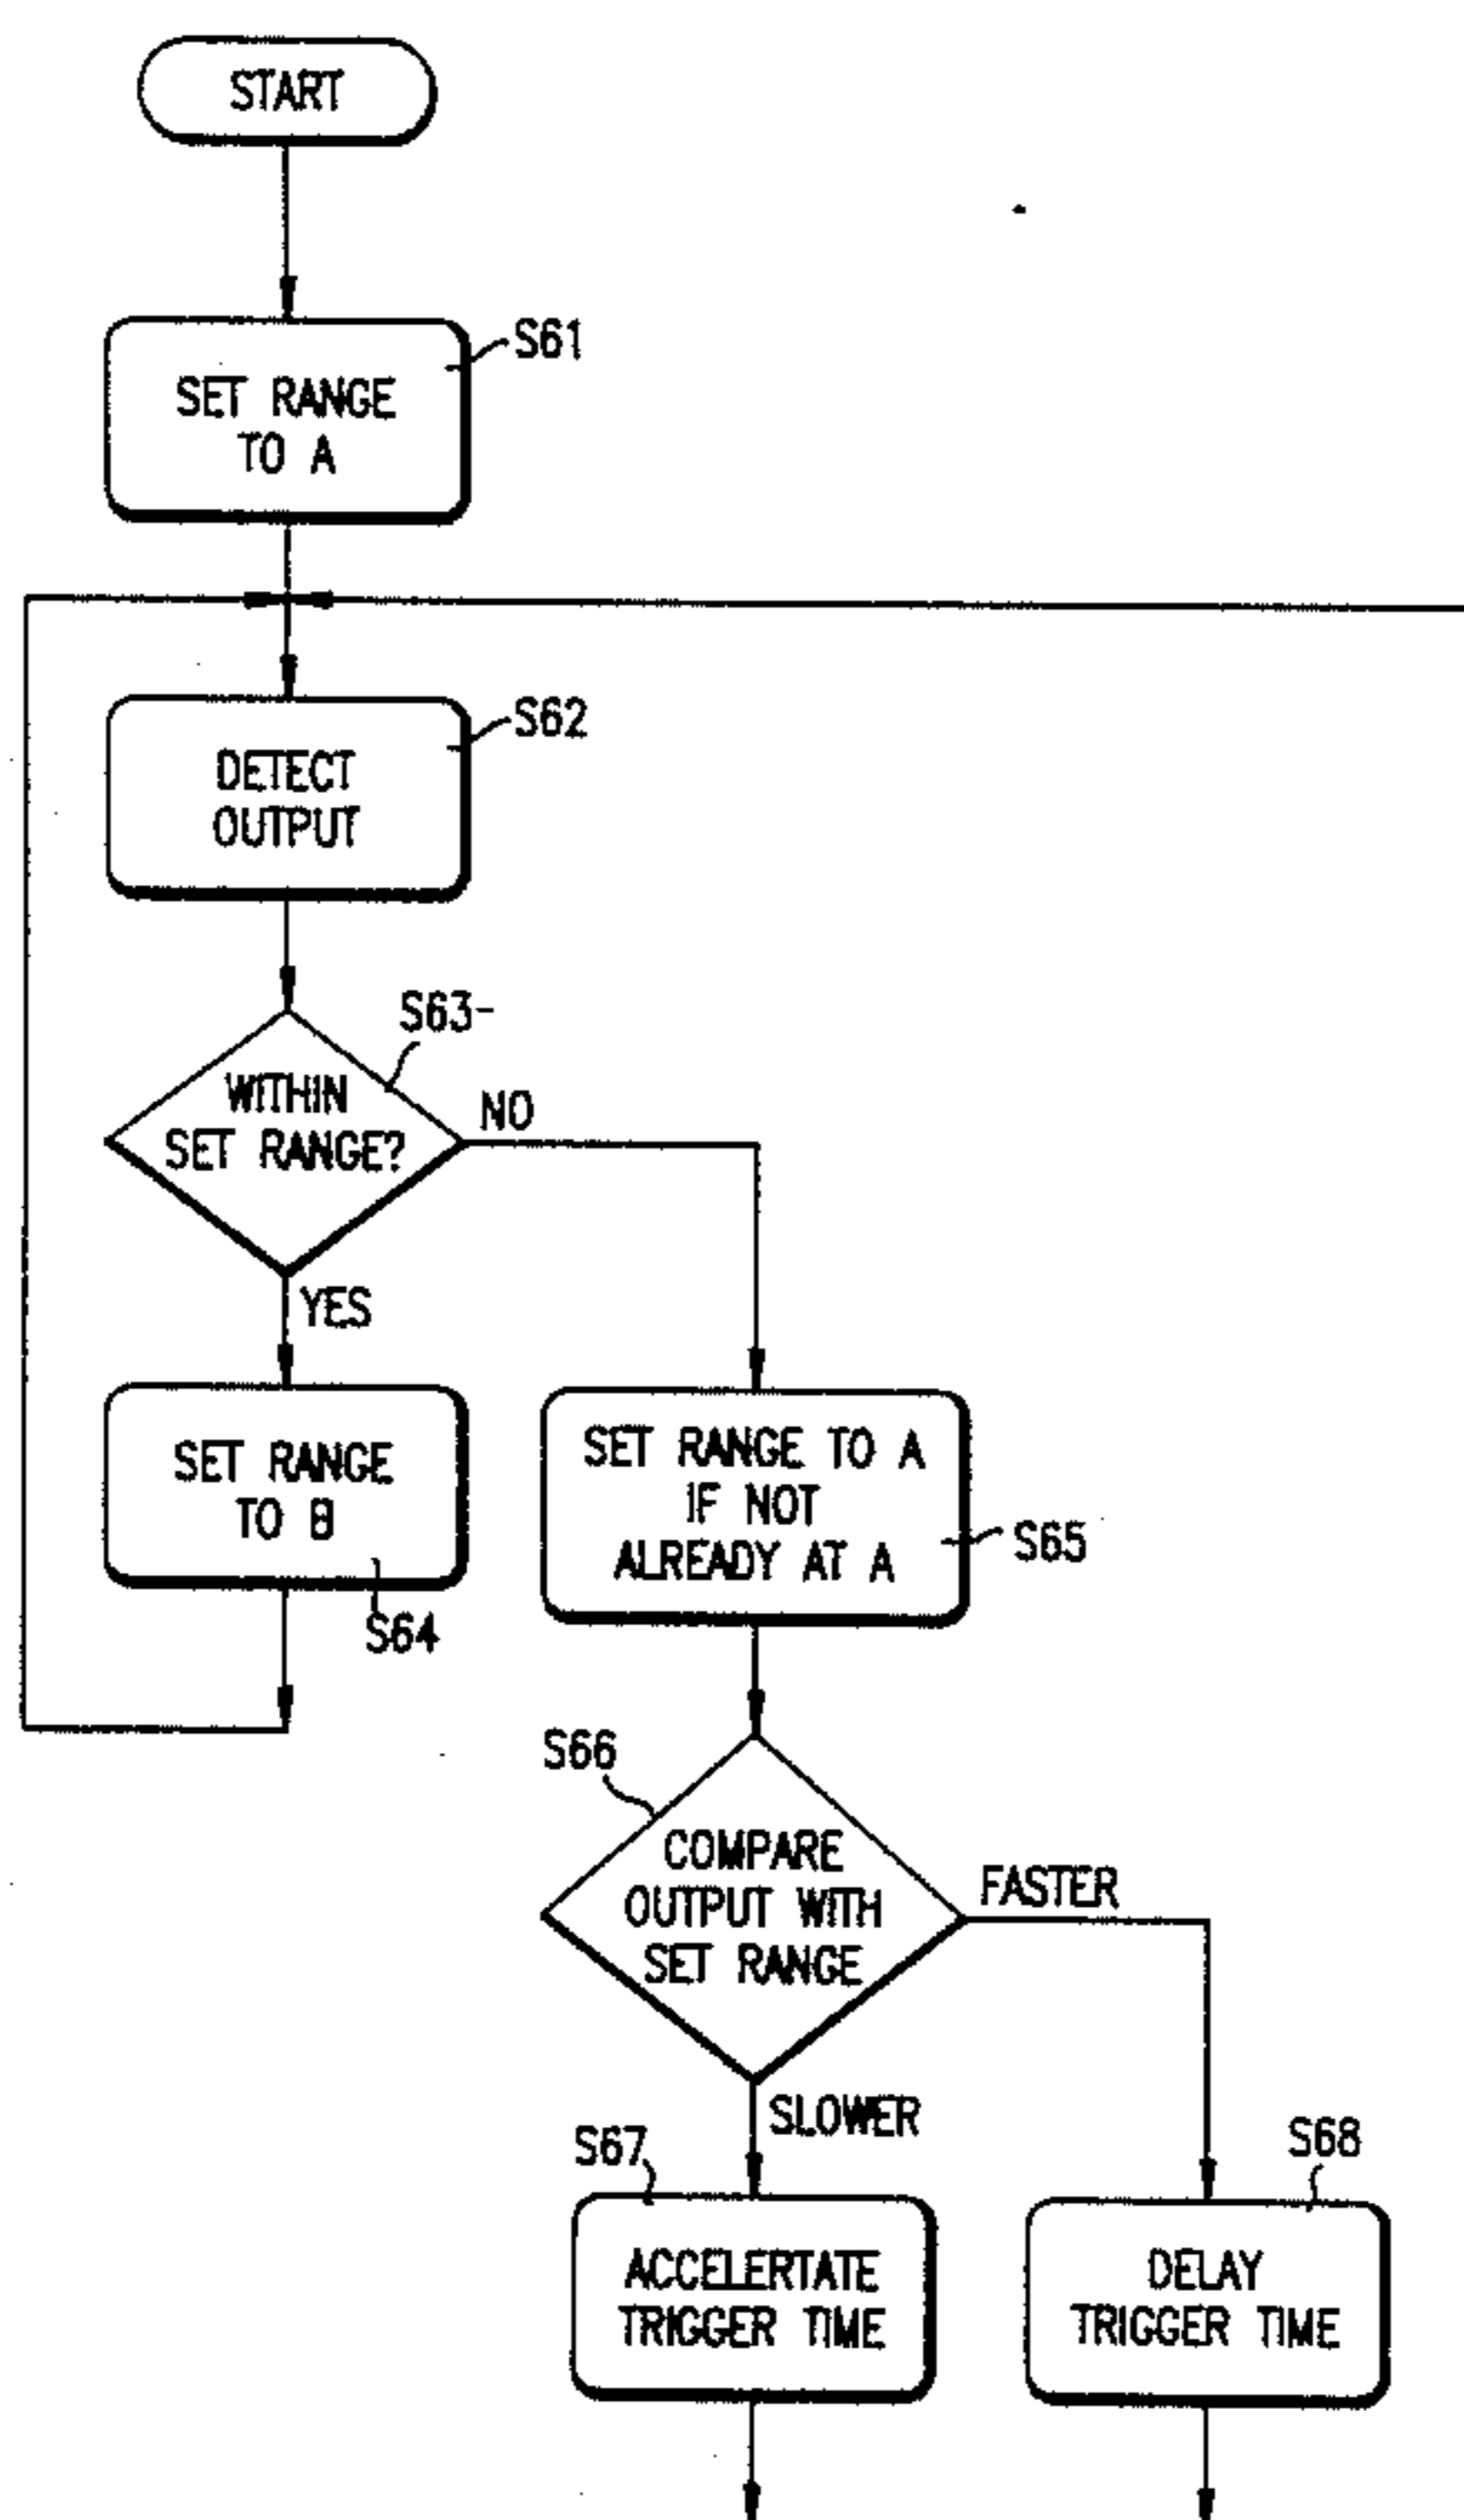 START
S61
SET RANGE
TO A
S62
DETECT
OUTPUT
S63-
WITHIN
SET RANGE?
NO
YES
SET RANGE
TO B
S64
SET RANGE TO A
IF NOT
ALREADY AT A
S65
S66
COMPARE
OUTPUT WITH
SET RANGE
FASTER
SLOWER
S67
ACCELERTATE
TRIGGER TIME
S68
DELAY
TRIGGER TIME